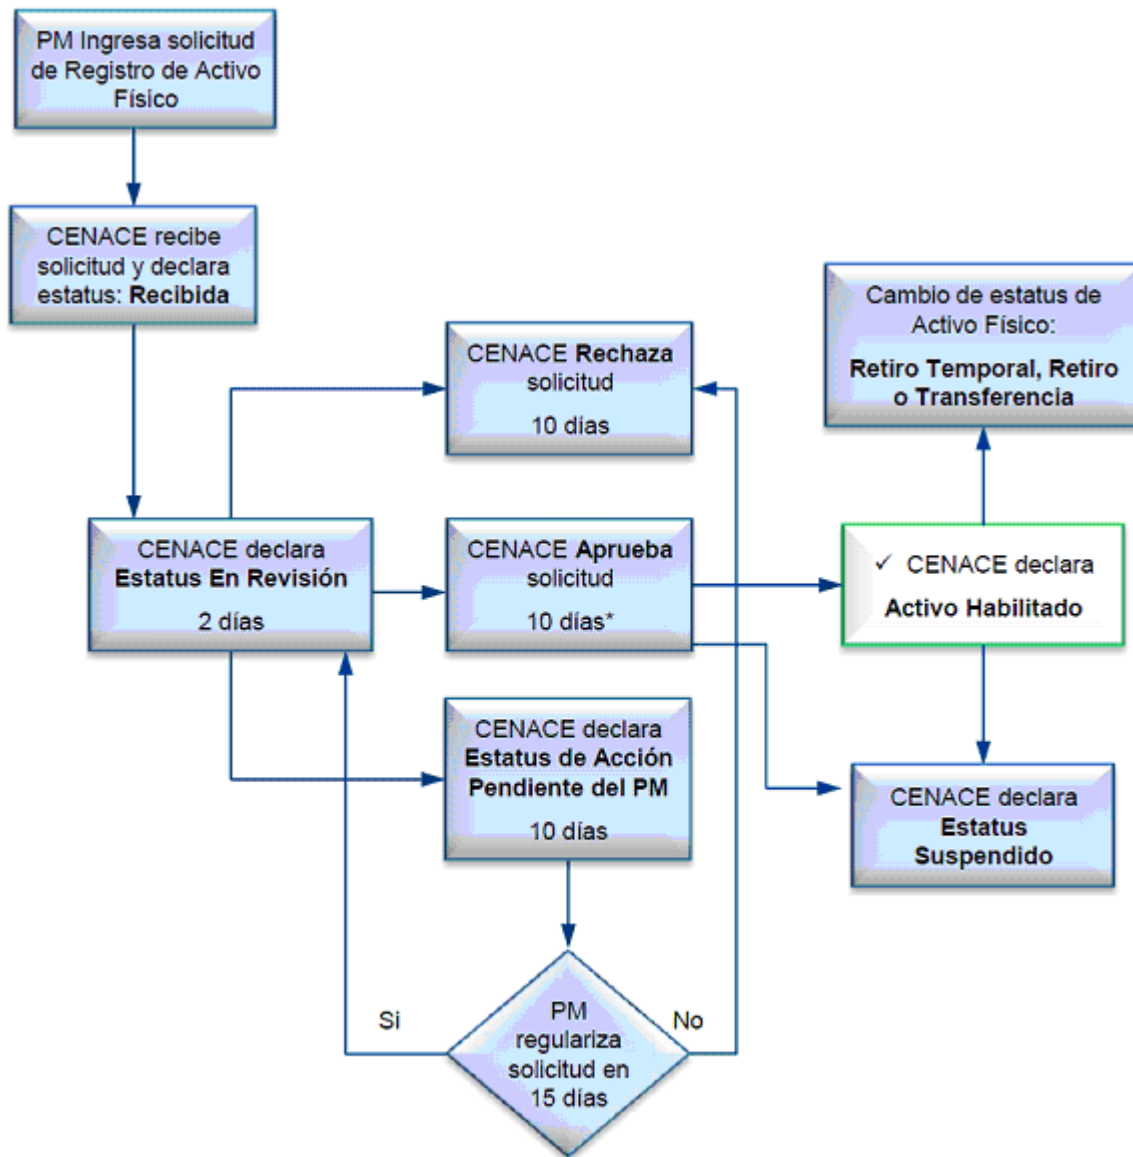 PM Ingresa solicitud
de Registro de Activo
Físico
CENACE recibe
solicitud y declara
estatus: Recibida
CENACE Rechaza
solicitud
10 días
Cambio de estatus de
Activo Físico:
Retiro Temporal, Retiro
o Transferencia
CENACE declara
Estatus En Revisión
2 días
CENACE Aprueba
solicitud
10 días*
✓ CENACE declara
Activo Habilitado
CENACE declara
Estatus de Acción
Pendiente del PM
10 días
CENACE declara
Estatus
Suspendido
Si
PM
regulariza
solicitud en
15 días
No